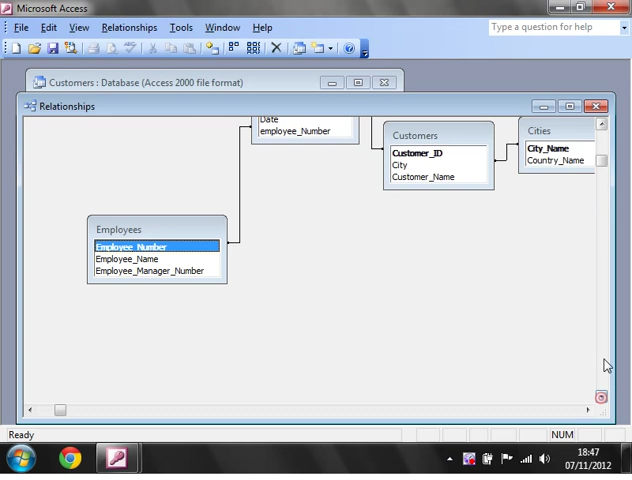 Microsoft Access
File Edit View Relationships Tools Window Help
Type a question for help
Customers : Database (Access 2000 file format)
Relationships
Date
employee_Number
Customers
Customer_ID
City
Customer_Name
Cities
City_Name
Country_Name
Employees
Employee_Number
Employee_Name
Employee_Manager_Number
Ready
NUM
18:47
07/11/2012